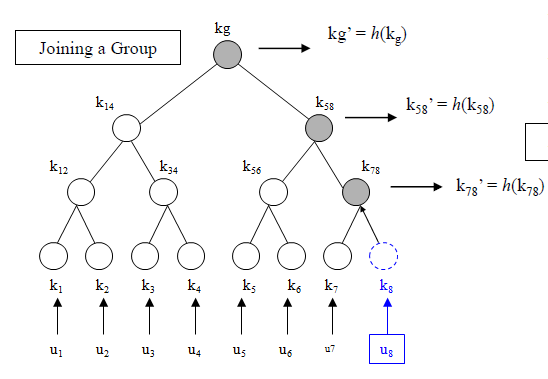 kg
kg' = h(kg)
Joining a Group
k14
k58
k58' = h(k58)
k12
k34
k56
k78
k78' = h(k78)
k1 k2 k3 k4 k5 k6 k7 k8
u1 u2 u3 u4 u5 u6 u7 u8